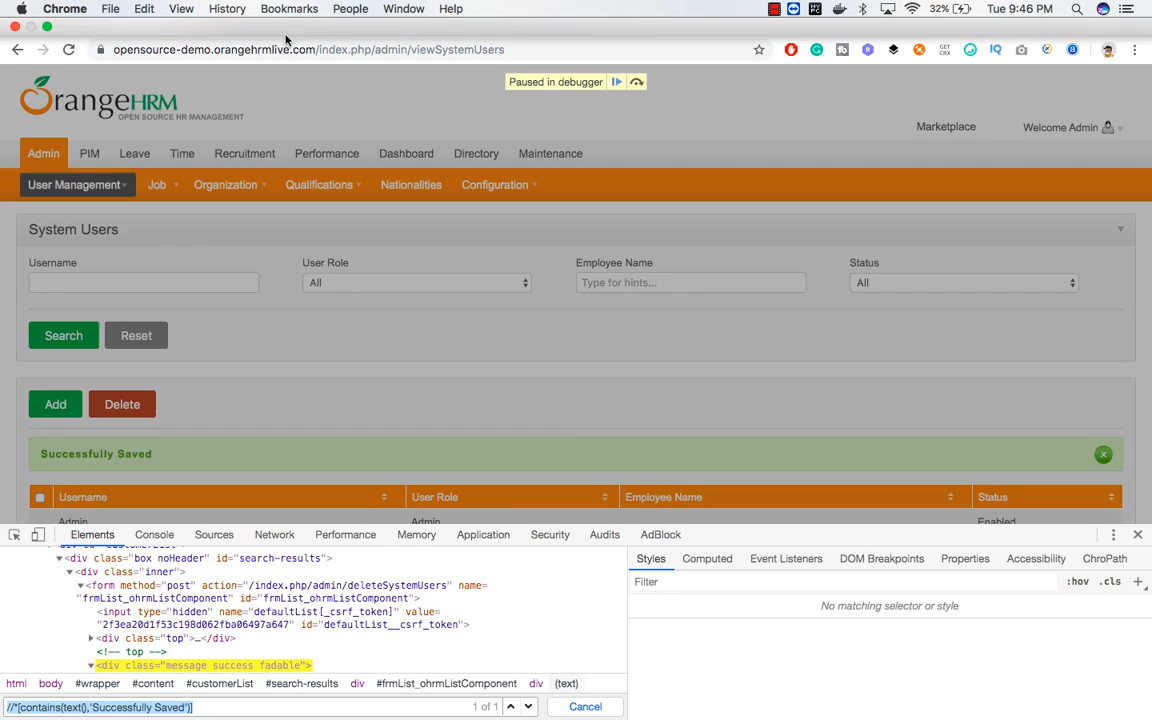 Chrome File Edit View History Bookmarks People Window Help 32% Tue 9:46 PM
opensource-demo.orangehrmlive.com/index.php/admin/viewSystemUsers GET CRX IQ
Paused in debugger
OrangeHRM
OPEN SOURCE HR MANAGEMENT
Marketplace Welcome Admin
Admin PIM Leave Time Recruitment Performance Dashboard Directory Maintenance
User Management Job Organization Qualifications Nationalities Configuration
System Users
Username User Role Employee Name Status
All Type for hints... All
Search Reset
Add Delete
Successfully Saved
Username User Role Employee Name Status
Admin Admin Enabled
Elements Console Sources Network Performance Memory Application Security Audits AdBlock
<div class="box noHeader" id="search-results">
<div class="inner">
<form method="post" action="/index.php/admin/deleteSystemUsers" name=
"frmList_ohrmListComponent" id="frmList_ohrmListComponent">
<input type="hidden" name="defaultList[_csrf_token]" value=
"2f3ea20d1f53c198d062fba06497a647" id="defaultList__csrf_token">
<div class="top">…</div>
<!-- top -->
<div class="message success fadable">
html body #wrapper #content #customerList #search-results div #frmList_ohrmListComponent div (text)
//*[contains(text(),'Successfully Saved')] 1 of 1 Cancel
Styles Computed Event Listeners DOM Breakpoints Properties Accessibility ChroPath
Filter :hov .cls +
No matching selector or style